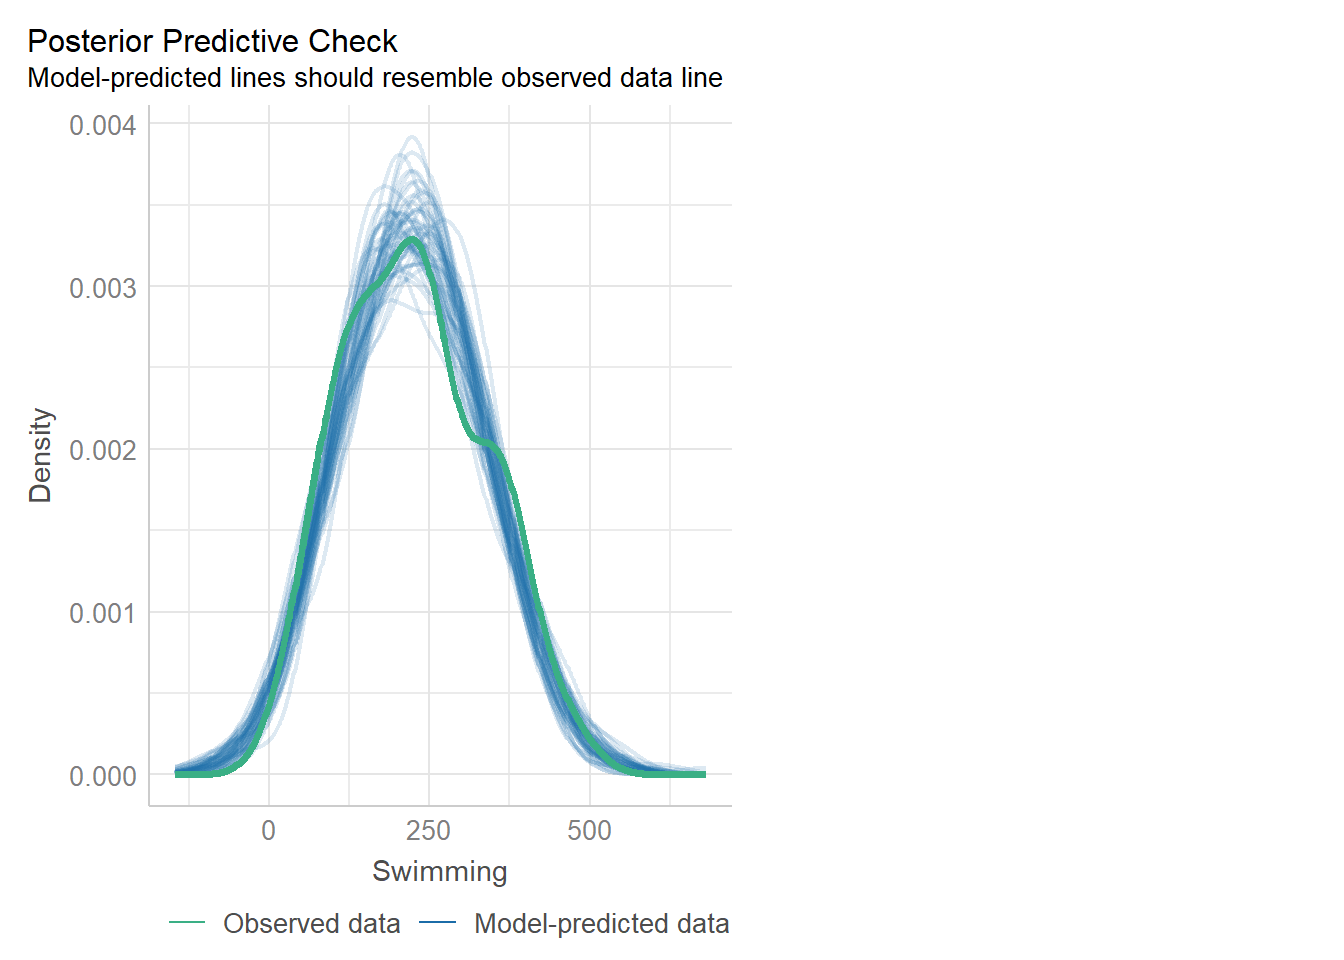 Posterior Predictive Check
Model-predicted lines should resemble observed data line
0.004
0.003
0.002
0.001
0.000
Density
0 250 500
Swimming
Observed data Model-predicted data